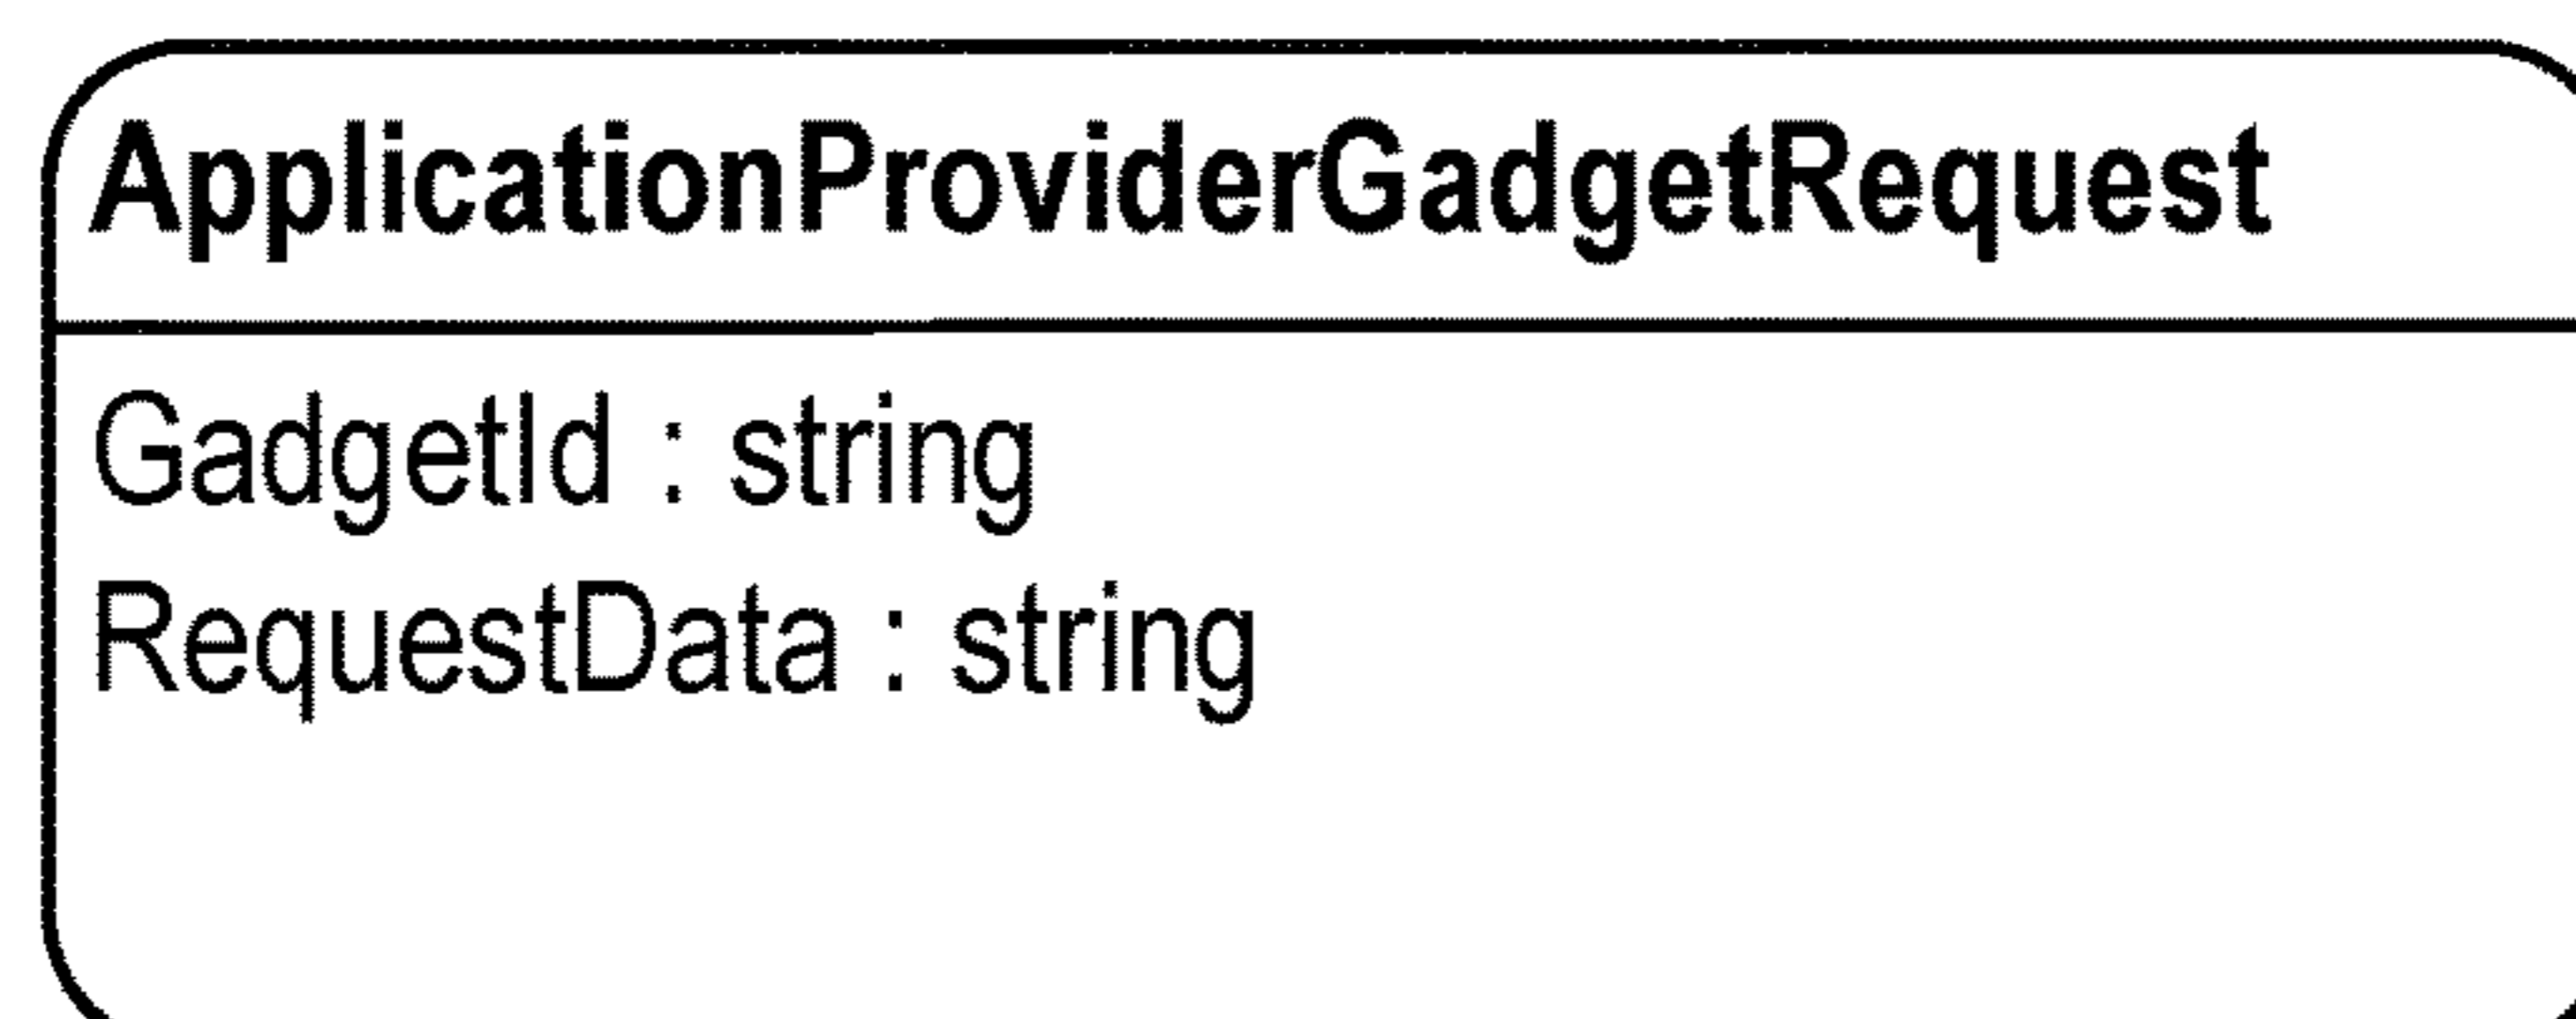 ApplicationProviderGadgetRequest
GadgetId : string
RequestData : string